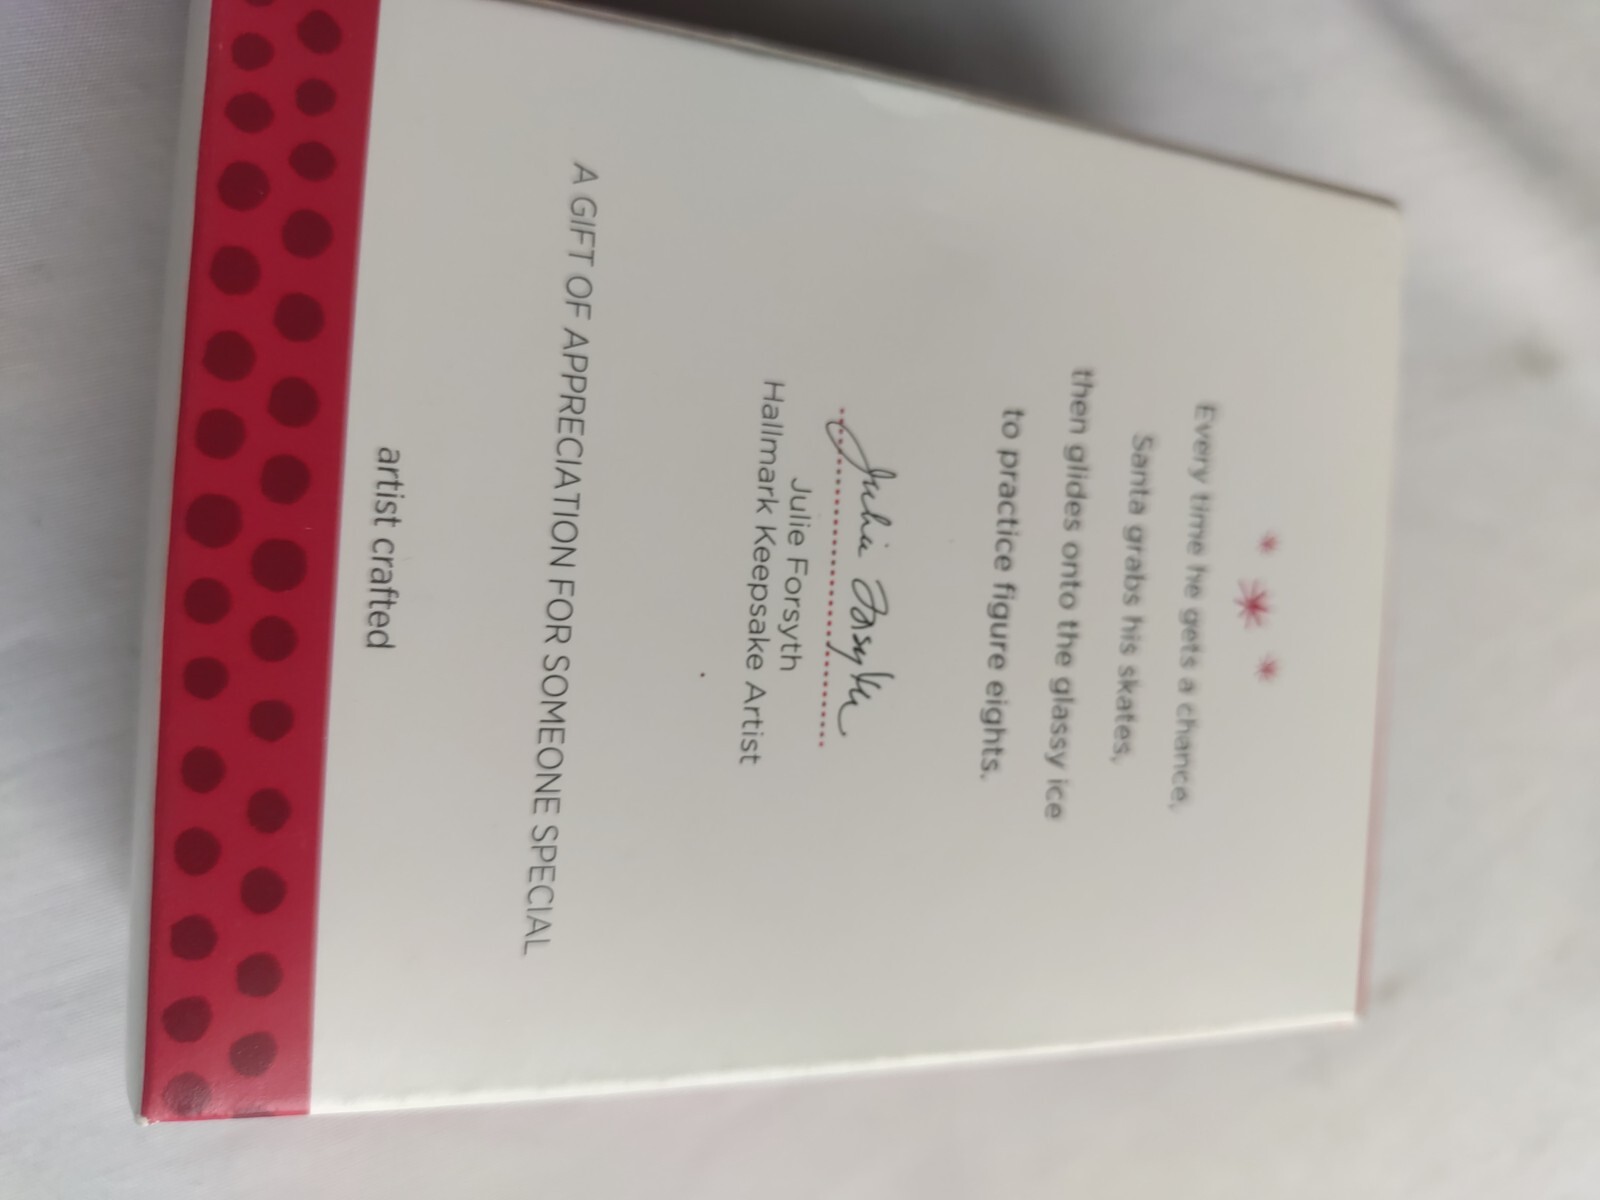 Every time he gets a chance,
Santa grabs his skates,
then glides onto the glassy ice
to practice figure eights.
Julie Forsyth
Julie Forsyth
Hallmark Keepsake Artist
A GIFT OF APPRECIATION FOR SOMEONE SPECIAL
artist crafted